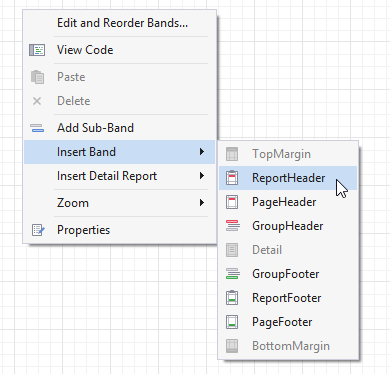 Edit and Reorder Bands...
View Code
Paste
Delete
Add Sub-Band
Insert Band
Insert Detail Report
Zoom
Properties
TopMargin
ReportHeader
PageHeader
GroupHeader
Detail
GroupFooter
ReportFooter
PageFooter
BottomMargin